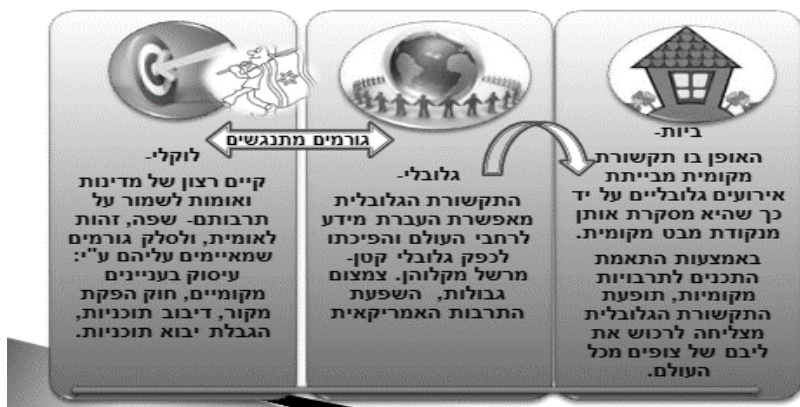 ביות-
האופן בו תקשורת
מקומית מבייתת
אירועים גלובליים על יד
כך שהיא מסקרת אותן
מנקודת מבט מקומית.
באמצעות התאמת
התכנים לתרבויות
מקומיות, תופעת
התקשורת הגלובלית
מצליחה לרכוש את
ליבם של צופים מכל
העולם.
גורמים מתנגשים
גלובלי-
התקשורת הגלובלית
מאפשרת העברת מידע
לרחבי העולם והפיכתו
לכפק גלובלי קטן-
מרשל מקלוהן. צמצום
גבולות, השפעת
התרבות האמריקאית
לוקלי-
קיים רצון של מדינות
ואומות לשמור על
תרבותם- שפה, זהות
לאומית, ולסלק גורמים
שמאיימים עליהם ע"י:
עיסוק בעניינים
מקומיים, חוק הפקת
מקור, דיבוב תוכניות,
הגבלת יבוא תוכניות.